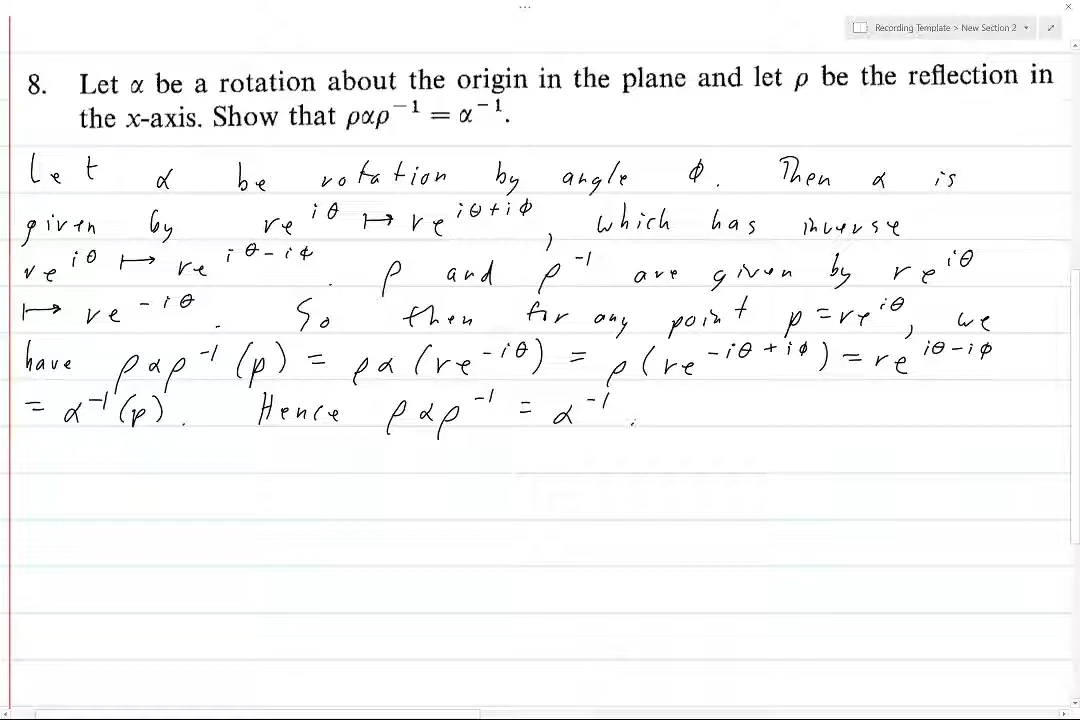 ...
Recording Template > New Section 2
8. Let α be a rotation about the origin in the plane and let ρ be the reflection in
the x-axis. Show that ραρ⁻¹ = α⁻¹.
Let α be rotation by angle ϕ. Then α is
given by re^{iθ} ↦ re^{iθ+iϕ}, which has inverse
re^{iθ} ↦ re^{iθ-iϕ}. ρ and ρ⁻¹ are given by re^{iθ}
↦ re^{-iθ}. So then for any point p = re^{iθ}, we
have ραρ⁻¹(p) = ρα(re^{-iθ}) = ρ(re^{-iθ+iϕ}) = re^{iθ-iϕ}
= α⁻¹(p). Hence ραρ⁻¹ = α⁻¹.